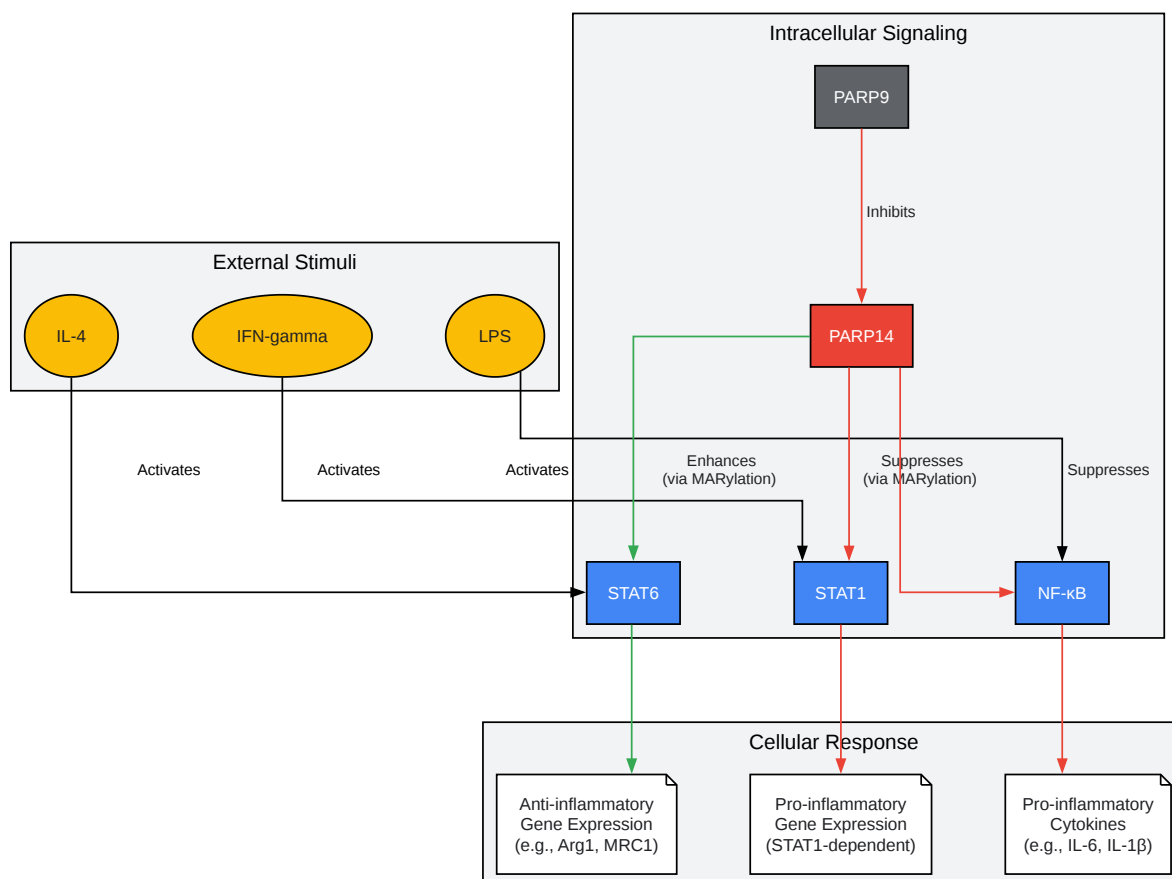 Intracellular Signaling
PARP9
Inhibits
External Stimuli
IL-4
IFN-gamma
LPS
PARP14
Activates
Activates
Activates
Enhances
(via MARylation)
Suppresses
(via MARylation)
Suppresses
STAT6
STAT1
NF-κB
Cellular Response
Anti-inflammatory
Gene Expression
(e.g., Arg1, MRC1)
Pro-inflammatory
Gene Expression
(STAT1-dependent)
Pro-inflammatory
Cytokines
(e.g., IL-6, IL-1β)